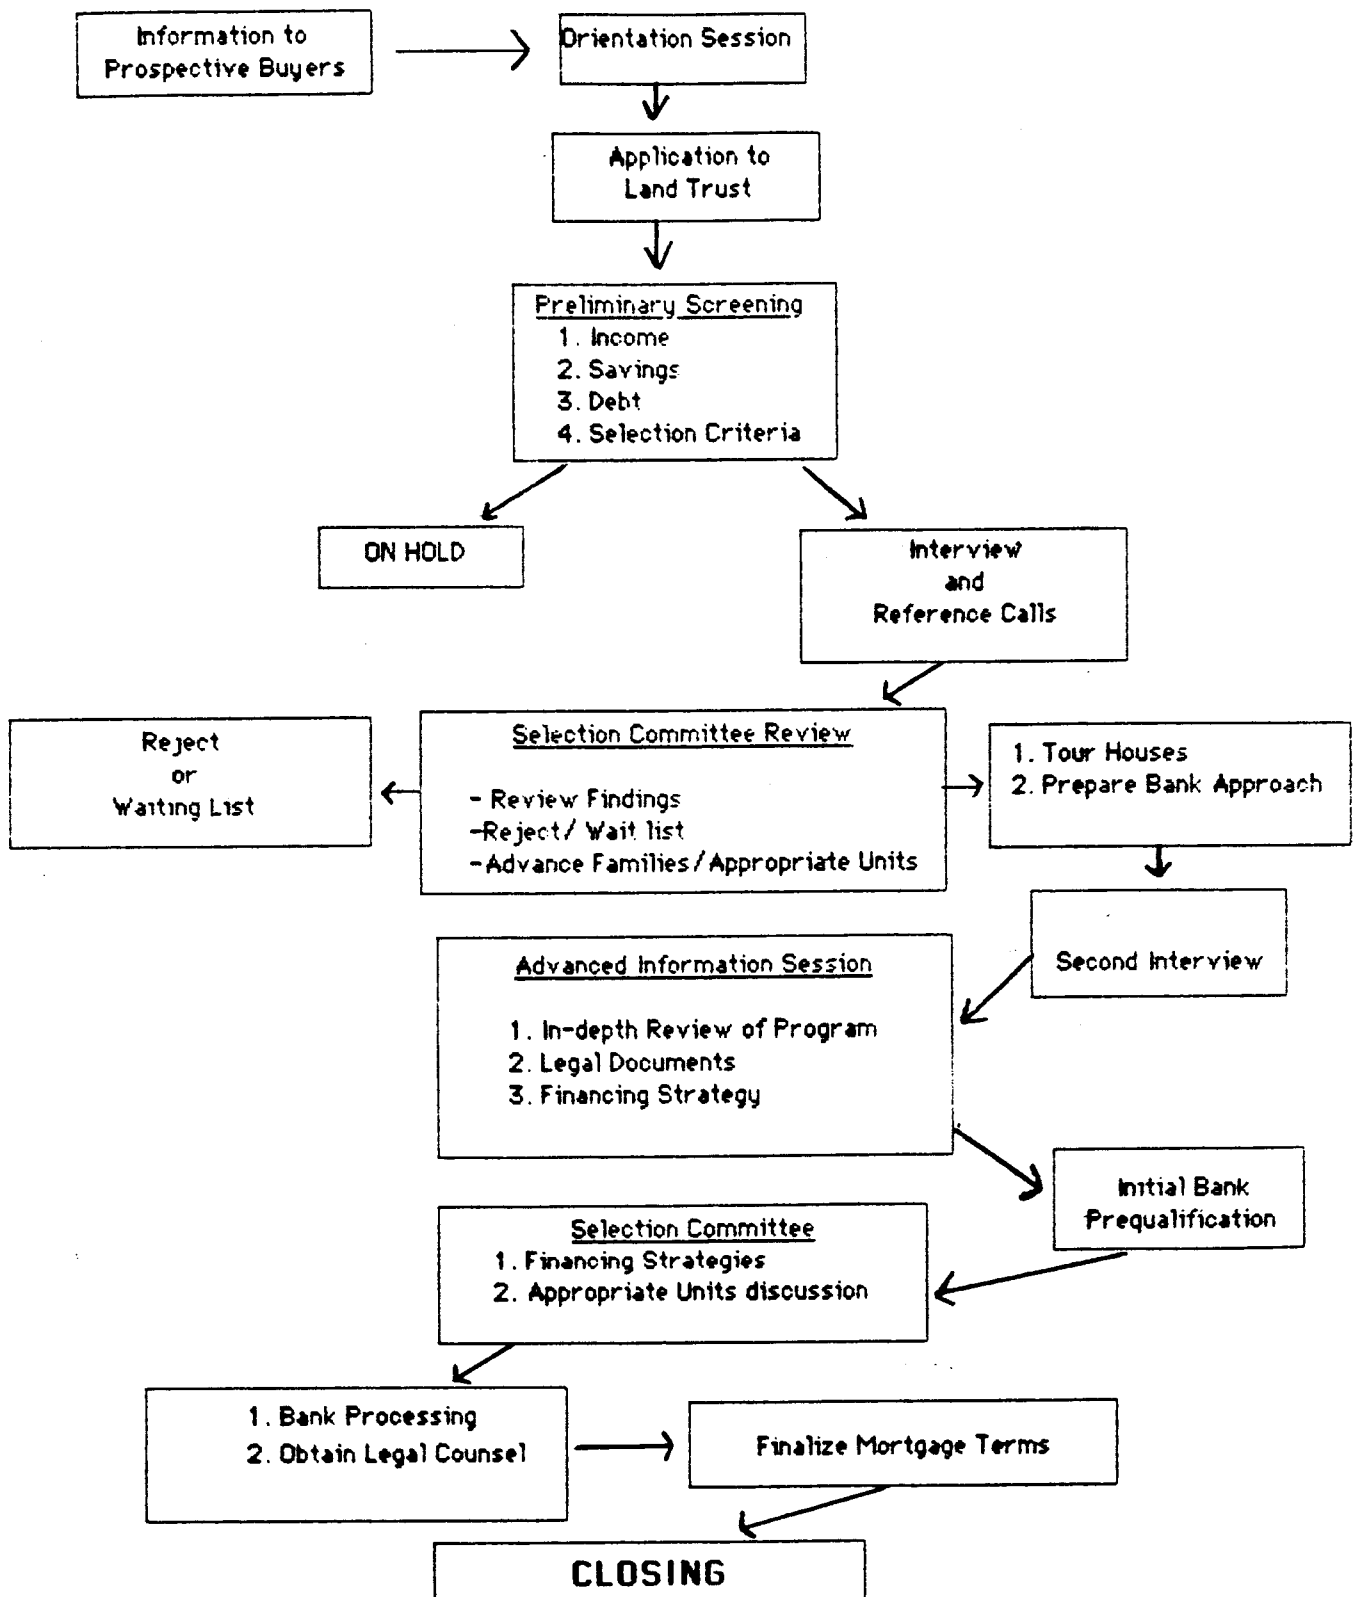 Information to
Prospective Buyers
Orientation Session
Application to
Land Trust
Preliminary Screening
1. Income
2. Savings
3. Debt
4. Selection Criteria
ON HOLD
Interview
and
Reference Calls
Reject
or
Waiting List
Selection Committee Review
- Review Findings
-Reject/ Wait list
-Advance Families/Appropriate Units
1. Tour Houses
2. Prepare Bank Approach
Second Interview
Advanced Information Session
1. In-depth Review of Program
2. Legal Documents
3. Financing Strategy
Initial Bank
Prequalification
Selection Committee
1. Financing Strategies
2. Appropriate Units discussion
1. Bank Processing
2. Obtain Legal Counsel
Finalize Mortgage Terms
CLOSING